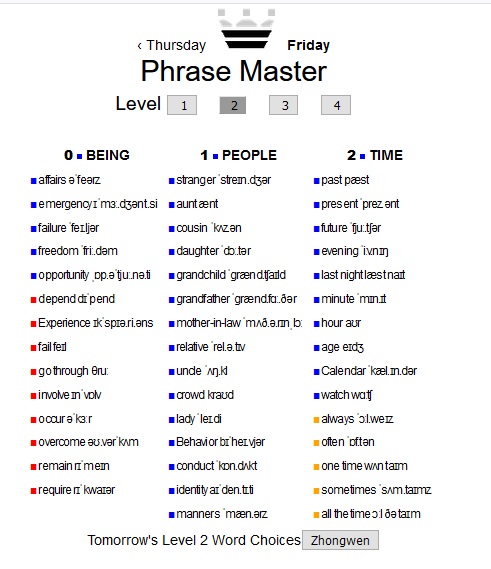 ‹ Thursday
Friday
Phrase Master
Level 1 2 3 4
0 ▪ BEING
affairs əˈfeərz
emergency ɪˈmɜː.dʒənt.si
failure ˈfeɪ.ljər
freedom ˈfriː.dəm
opportunity ˌɒp.əˈtjuː.nə.ti
depend dɪˈpend
Experience ɪkˈspɪə.ri.əns
fail feɪl
go through θruː
involve ɪnˈvɒlv
occur əˈkɜːr
overcome əʊ.vərˈkʌm
remain rɪˈmeɪn
require rɪˈkwaɪər
1 ▪ PEOPLE
stranger ˈstreɪn.dʒər
aunt ænt
cousin ˈkʌz.ən
daughter ˈdɔː.tər
grandchild ˈgrænd.tʃaɪld
grandfather ˈgrænd.fɑː.ðər
mother-in-law ˈmʌð.ə.rɪn.lɔː
relative ˈrel.ə.tɪv
uncle ˈʌŋ.kl
crowd kraʊd
lady ˈleɪ.di
Behavior bɪˈheɪ.vjər
conduct ˈkɒn.dʌkt
identity aɪˈden.tɪ.ti
manners ˈmæn.ərz
2 ▪ TIME
past pæst
present ˈprez.ənt
future ˈfjuː.tʃər
evening ˈiːv.nɪŋ
last night læst naɪt
minute ˈmɪn.ɪt
hour aʊr
age eɪdʒ
Calendar ˈkæl.ɪn.dər
watch wɑːtʃ
always ˈɔːl.weɪz
often ˈɒf.tən
one time wʌn taɪm
sometimes ˈsʌm.taɪmz
all the time ɔːl ðə taɪm
Tomorrow's Level 2 Word Choices Zhongwen